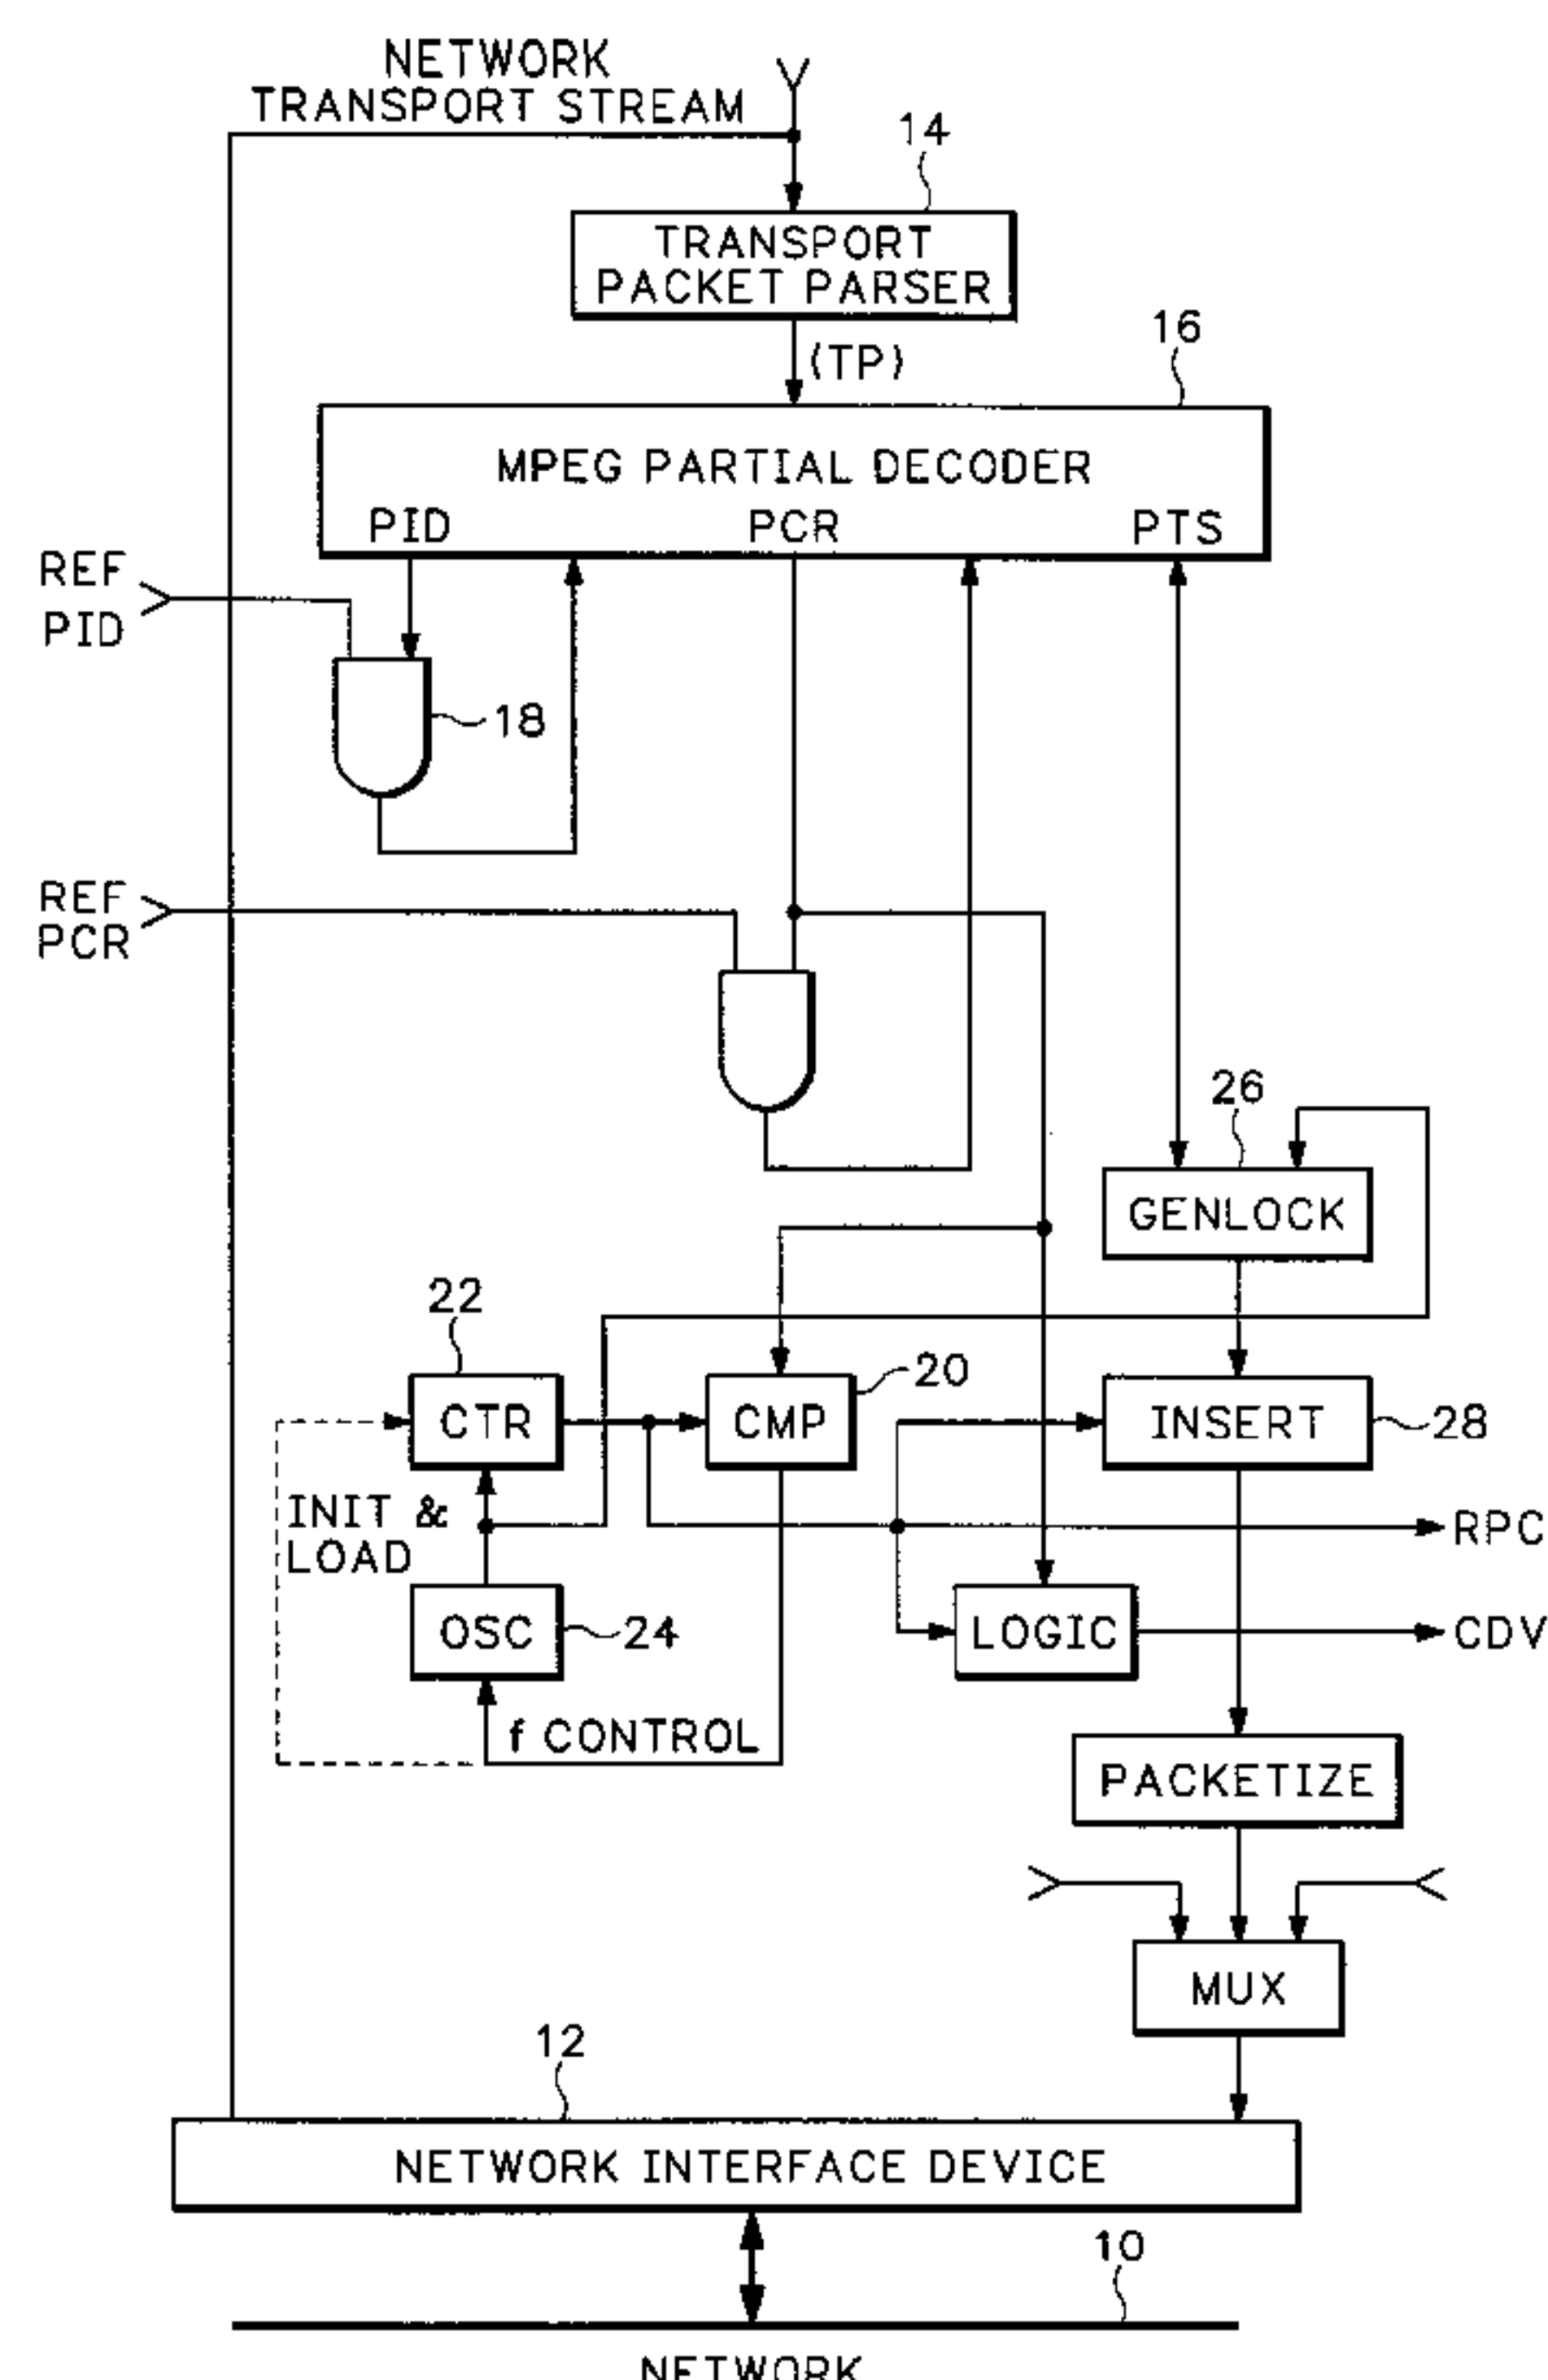 NETWORK
TRANSPORT STREAM
14
TRANSPORT
PACKET PARSER
(TP)
16
MPEG PARTIAL DECODER
PID PCR PTS
REF
PID
18
REF
PCR
26
GENLOCK
22
20
CTR
CMP
INSERT
28
INIT &
LOAD
RPC
OSC
24
LOGIC
CDV
f CONTROL
PACKETIZE
MUX
12
NETWORK INTERFACE DEVICE
10
NETWORK